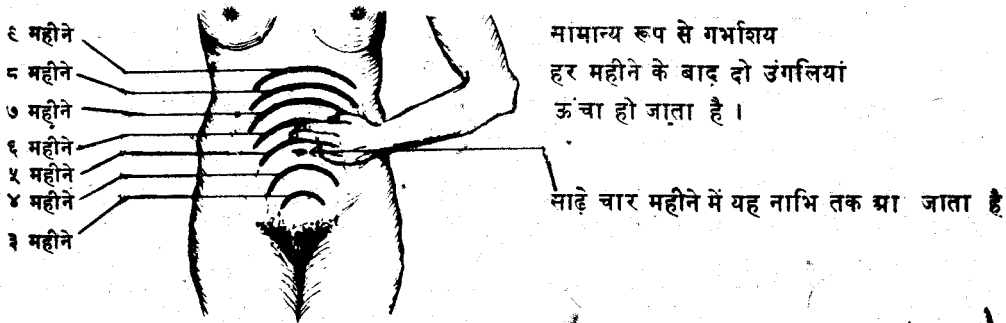 ९ महीने
८ महीने
७ महीने
६ महीने
५ महीने
४ महीने
३ महीने
सामान्य रूप से गर्भाशय
हर महीने के बाद दो उंगलियां
ऊंचा हो जाता है ।
साढ़े चार महीने में यह नाभि तक आ जाता है